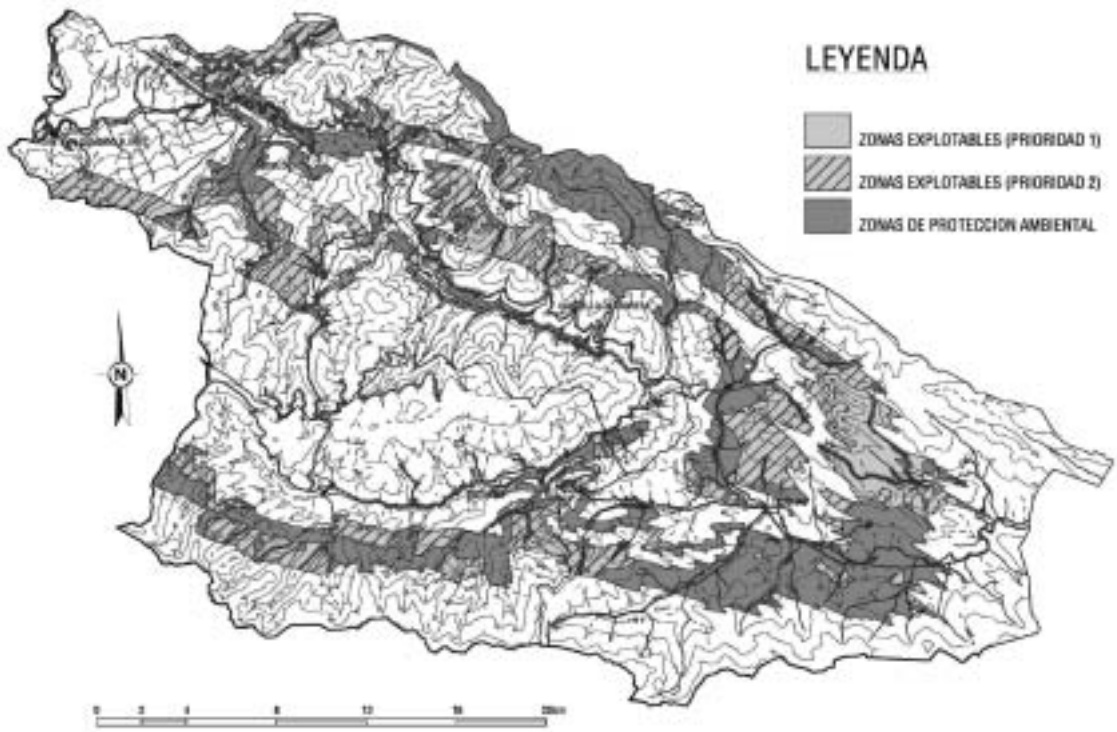 LEYENDA
ZONAS EXPLOTABLES (PRIORIDAD 1)
ZONAS EXPLOTABLES (PRIORIDAD 2)
ZONAS DE PROTECCION AMBIENTAL
N
0 2 4 8 12 16 20km